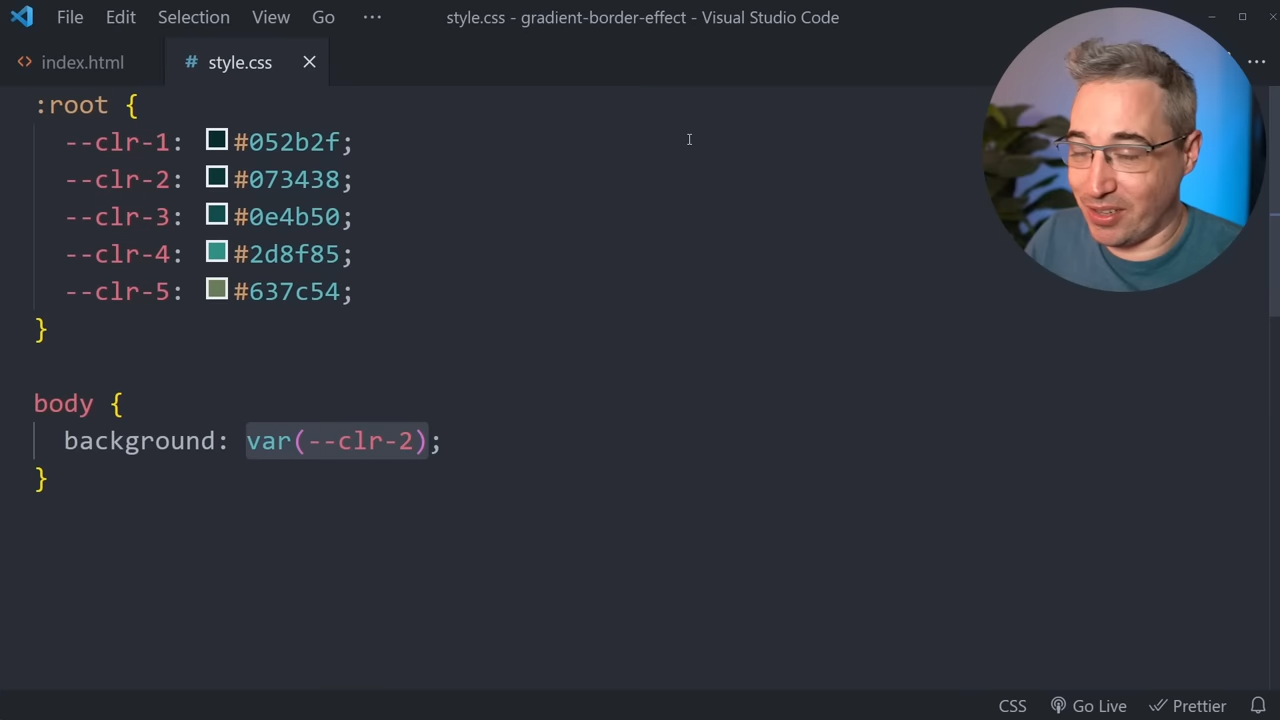 File Edit Selection View Go ··· style.css - gradient-border-effect - Visual Studio Code
<> index.html # style.css
:root {
--clr-1: #052b2f;
--clr-2: #073438;
--clr-3: #0e4b50;
--clr-4: #2d8f85;
--clr-5: #637c54;
}
body {
background: var(--clr-2);
}
CSS Go Live Prettier